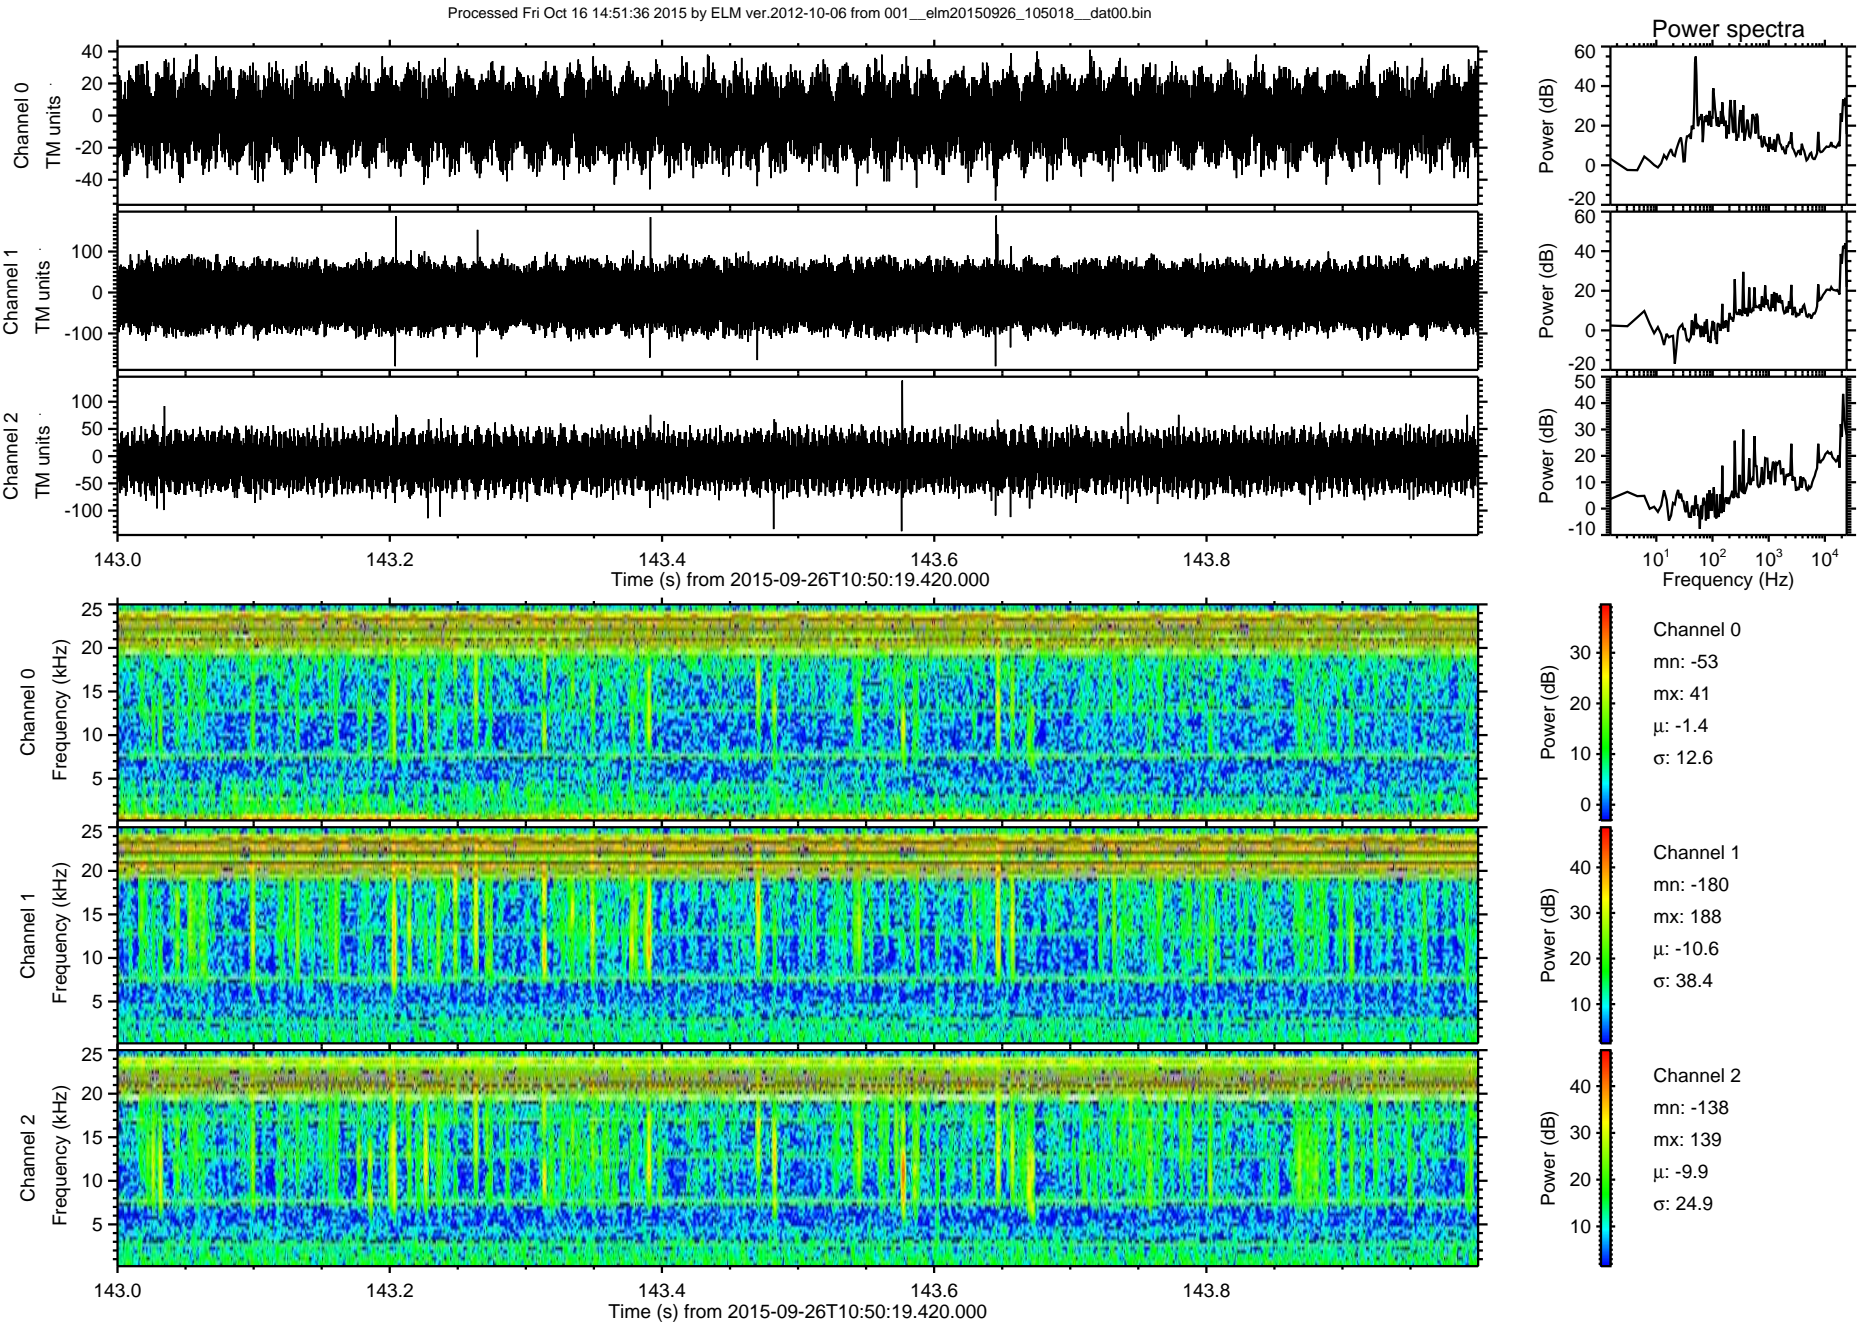 Processed Fri Oct 16 14:51:36 2015 by ELM ver.2012-10-06 from 001__elm20150926_105018__dat00.bin
Power spectra
Channel 0
TM units
40
20
0
-20
-40
Power (dB)
60
40
20
0
-20
Channel 1
TM units
100
0
-100
Power (dB)
60
40
20
0
-20
Channel 2
TM units
100
50
0
-50
-100
Power (dB)
50
40
30
20
10
0
-10
143.0 143.2 143.4 143.6 143.8
Time (s) from 2015-09-26T10:50:19.420.000
10¹ 10² 10³ 10⁴
Frequency (Hz)
Channel 0
Frequency (kHz)
25
20
15
10
5
Power (dB)
30
20
10
0
Channel 0
mn: -53
mx: 41
μ: -1.4
σ: 12.6
Channel 1
Frequency (kHz)
25
20
15
10
5
Power (dB)
40
30
20
10
Channel 1
mn: -180
mx: 188
μ: -10.6
σ: 38.4
Channel 2
Frequency (kHz)
25
20
15
10
5
Power (dB)
40
30
20
10
Channel 2
mn: -138
mx: 139
μ: -9.9
σ: 24.9
143.0 143.2 143.4 143.6 143.8
Time (s) from 2015-09-26T10:50:19.420.000